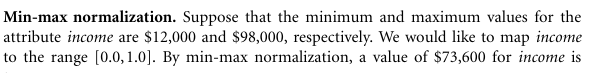 Min-max normalization. Suppose that the minimum and maximum values for the
attribute income are $12,000 and $98,000, respectively. We would like to map income
to the range [0.0, 1.0]. By min-max normalization, a value of $73,600 for income is